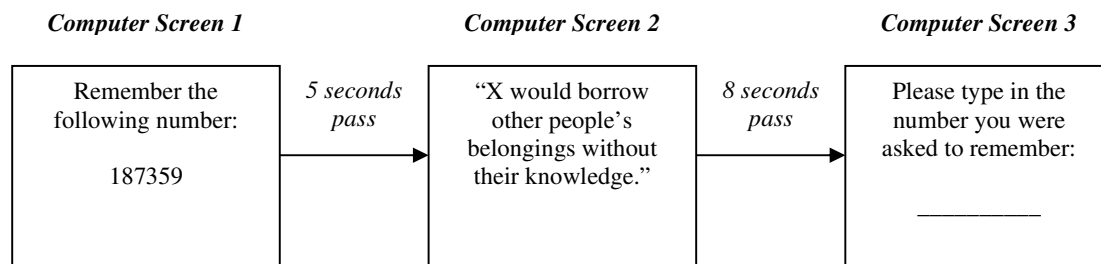 Computer Screen 1
Computer Screen 2
Computer Screen 3
Remember the
following number:
187359
5 seconds
pass
“X would borrow
other people’s
belongings without
their knowledge.”
8 seconds
pass
Please type in the
number you were
asked to remember:
__________